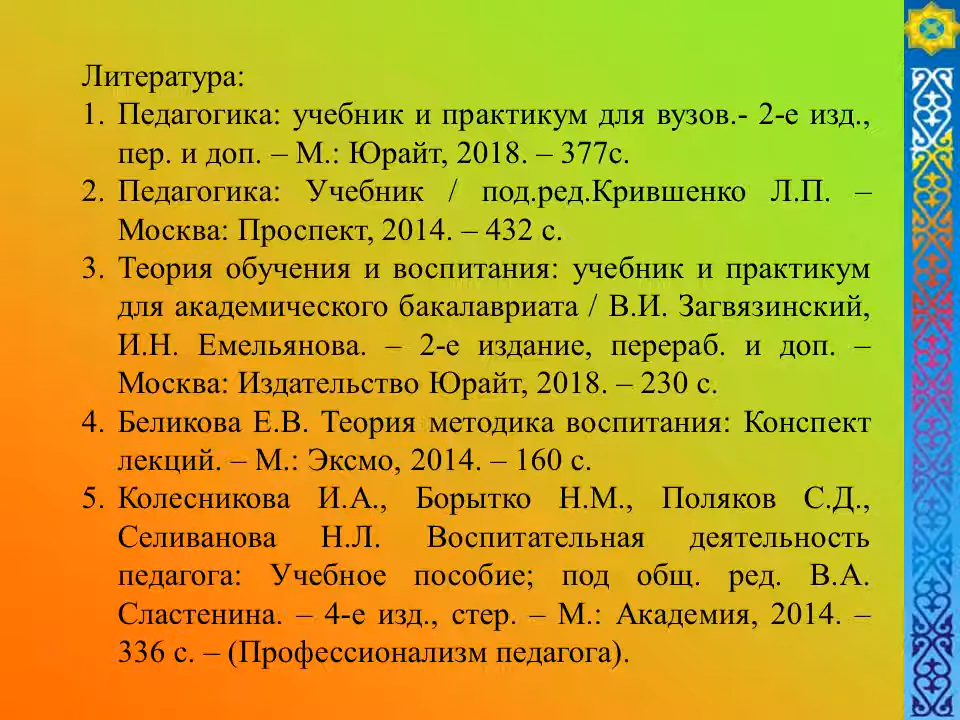 Литература:
1. Педагогика: учебник и практикум для вузов.- 2-е изд.,
пер. и доп. – М.: Юрайт, 2018. – 377с.
2. Педагогика: Учебник / под.ред.Крившенко Л.П. –
Москва: Проспект, 2014. – 432 с.
3. Теория обучения и воспитания: учебник и практикум
для академического бакалавриата / В.И. Загвязинский,
И.Н. Емельянова. – 2-е издание, перераб. и доп. –
Москва: Издательство Юрайт, 2018. – 230 с.
4. Беликова Е.В. Теория методика воспитания: Конспект
лекций. – М.: Эксмо, 2014. – 160 с.
5. Колесникова И.А., Борытко Н.М., Поляков С.Д.,
Селиванова Н.Л. Воспитательная деятельность
педагога: Учебное пособие; под общ. ред. В.А.
Сластенина. – 4-е изд., стер. – М.: Академия, 2014. –
336 с. – (Профессионализм педагога).